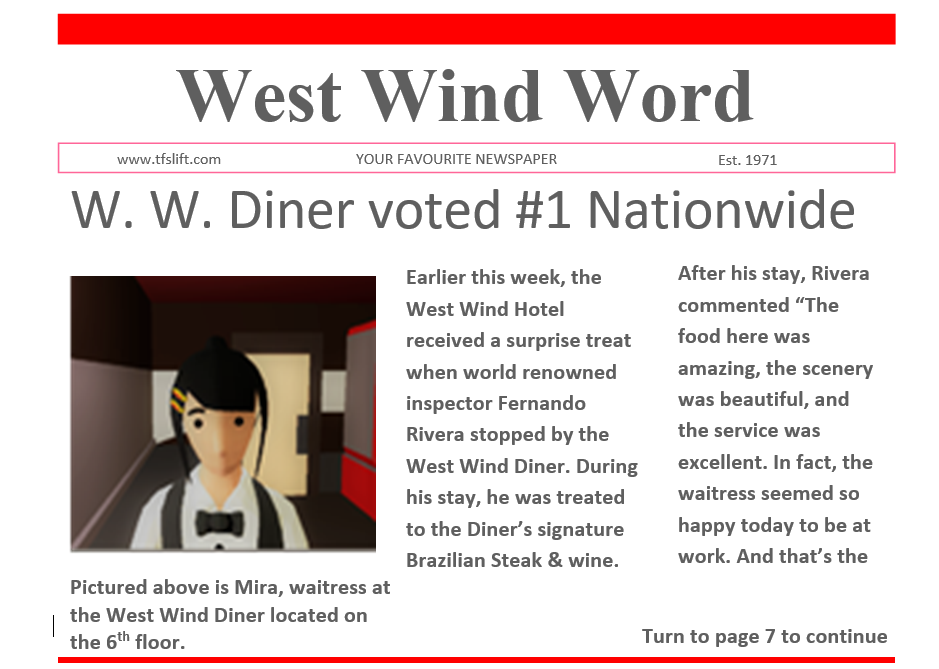 West Wind Word
www.tfslift.com YOUR FAVOURITE NEWSPAPER Est. 1971
W. W. Diner voted #1 Nationwide
Pictured above is Mira, waitress at
the West Wind Diner located on
the 6th floor.
Earlier this week, the
West Wind Hotel
received a surprise treat
when world renowned
inspector Fernando
Rivera stopped by the
West Wind Diner. During
his stay, he was treated
to the Diner’s signature
Brazilian Steak & wine.
After his stay, Rivera
commented “The
food here was
amazing, the scenery
was beautiful, and
the service was
excellent. In fact, the
waitress seemed so
happy today to be at
work. And that’s the
Turn to page 7 to continue